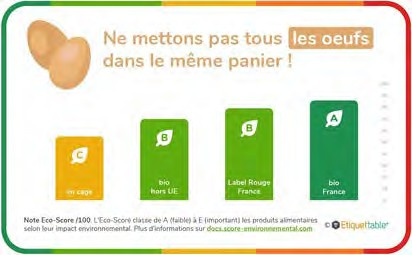 Ne mettons pas tous les oeufs
dans le même panier !
C
en cage
B
bio
hors UE
B
Label Rouge
France
A
bio
France
Note Eco-Score /100. L'Eco-Score classe de A (faible) à E (important) les produits alimentaires
selon leur impact environnemental. Plus d'informations sur docs.score-environnemental.com
© Etiquettable